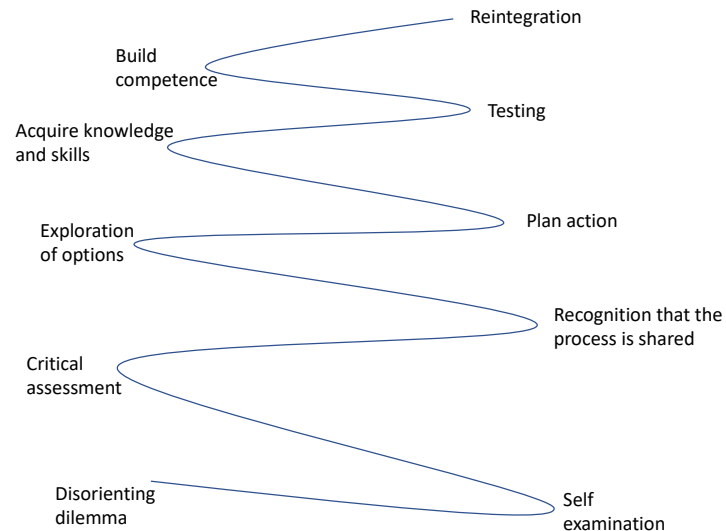 Reintegration
Build
competence
Testing
Acquire knowledge
and skills
Plan action
Exploration
of options
Recognition that the
process is shared
Critical
assessment
Disorienting
dilemma
Self
examination